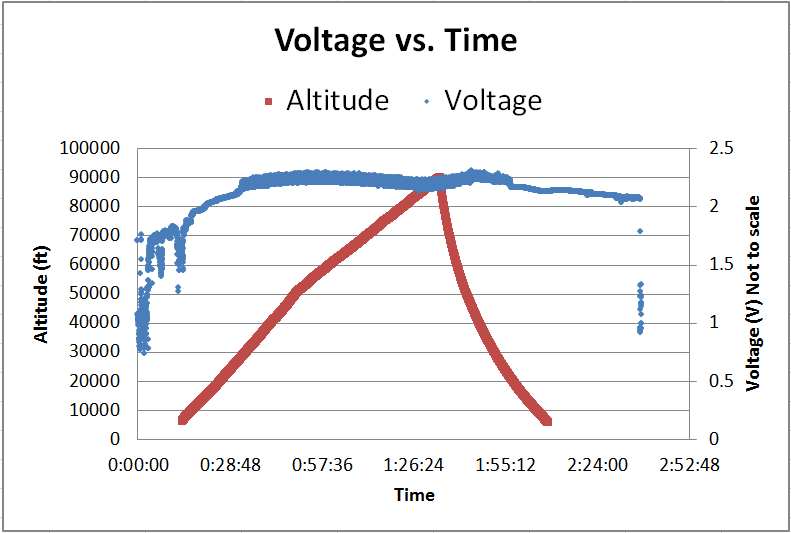 Voltage vs. Time
Altitude Voltage
100000
90000
80000
70000
60000
50000
40000
30000
20000
10000
0
Altitude (ft)
2.5
2
1.5
1
0.5
0
Voltage (V) Not to scale
0:00:00 0:28:48 0:57:36 1:26:24 1:55:12 2:24:00 2:52:48
Time